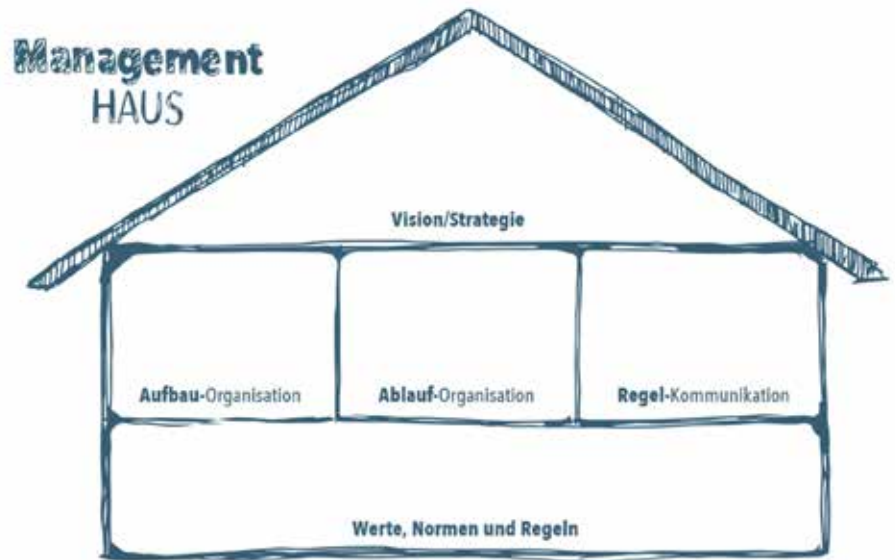 Management
HAUS
Vision/Strategie
Aufbau-Organisation
Ablauf-Organisation
Regel-Kommunikation
Werte, Normen und Regeln